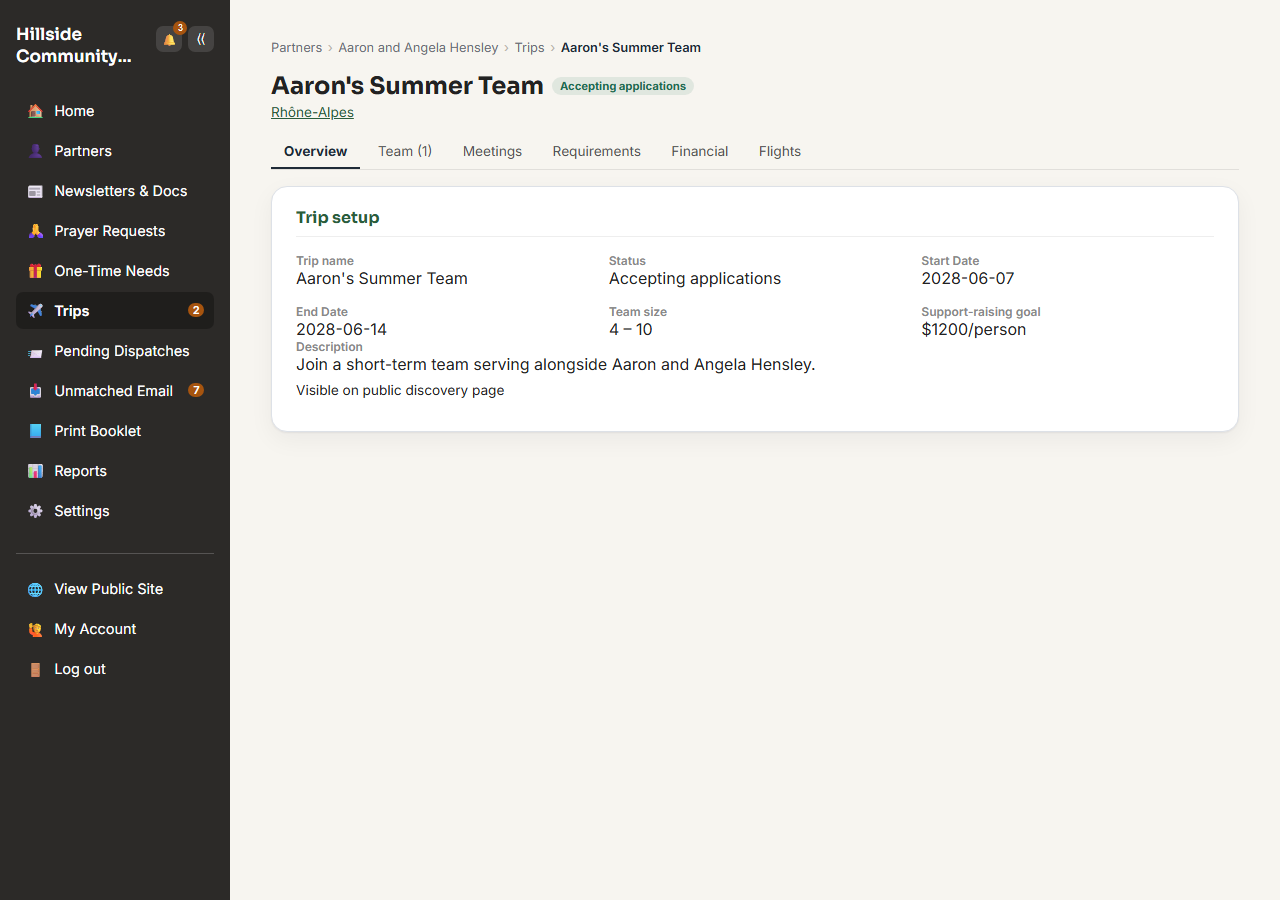 Hillside
Community...
3
⟨⟨
Home
Partners
Newsletters & Docs
Prayer Requests
One-Time Needs
Trips 2
Pending Dispatches
Unmatched Email 7
Print Booklet
Reports
Settings
View Public Site
My Account
Log out
Partners › Aaron and Angela Hensley › Trips › Aaron's Summer Team
Aaron's Summer Team Accepting applications
Rhône-Alpes
Overview Team (1) Meetings Requirements Financial Flights
Trip setup
Trip name Status Start Date
Aaron's Summer Team Accepting applications 2028-06-07
End Date Team size Support-raising goal
2028-06-14 4 – 10 $1200/person
Description
Join a short-term team serving alongside Aaron and Angela Hensley.
Visible on public discovery page